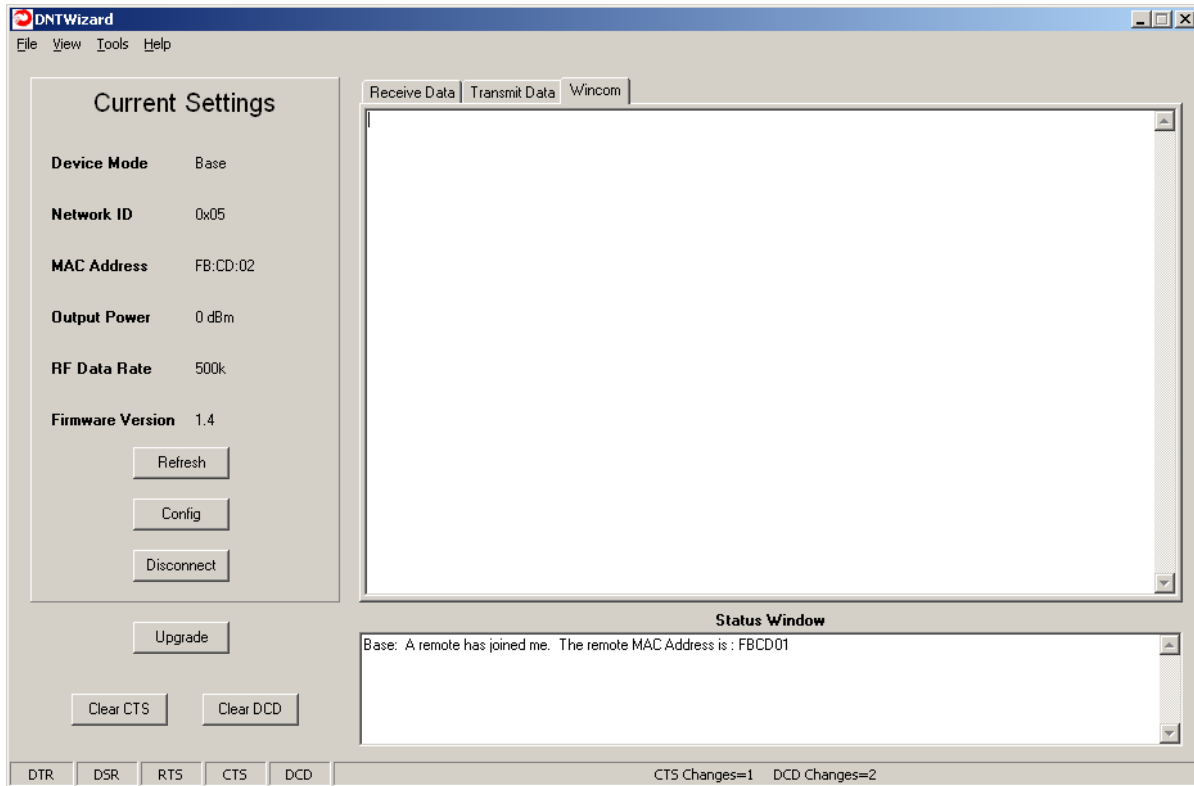 DNTWizard
File View Tools Help
Current Settings
Device Mode Base
Network ID 0x05
MAC Address FB:CD:02
Output Power 0 dBm
RF Data Rate 500k
Firmware Version 1.4
Refresh
Config
Disconnect
Upgrade
Clear CTS Clear DCD
Receive Data Transmit Data Wincom
Status Window
Base: A remote has joined me. The remote MAC Address is : FBCD01
DTR DSR RTS CTS DCD CTS Changes=1 DCD Changes=2